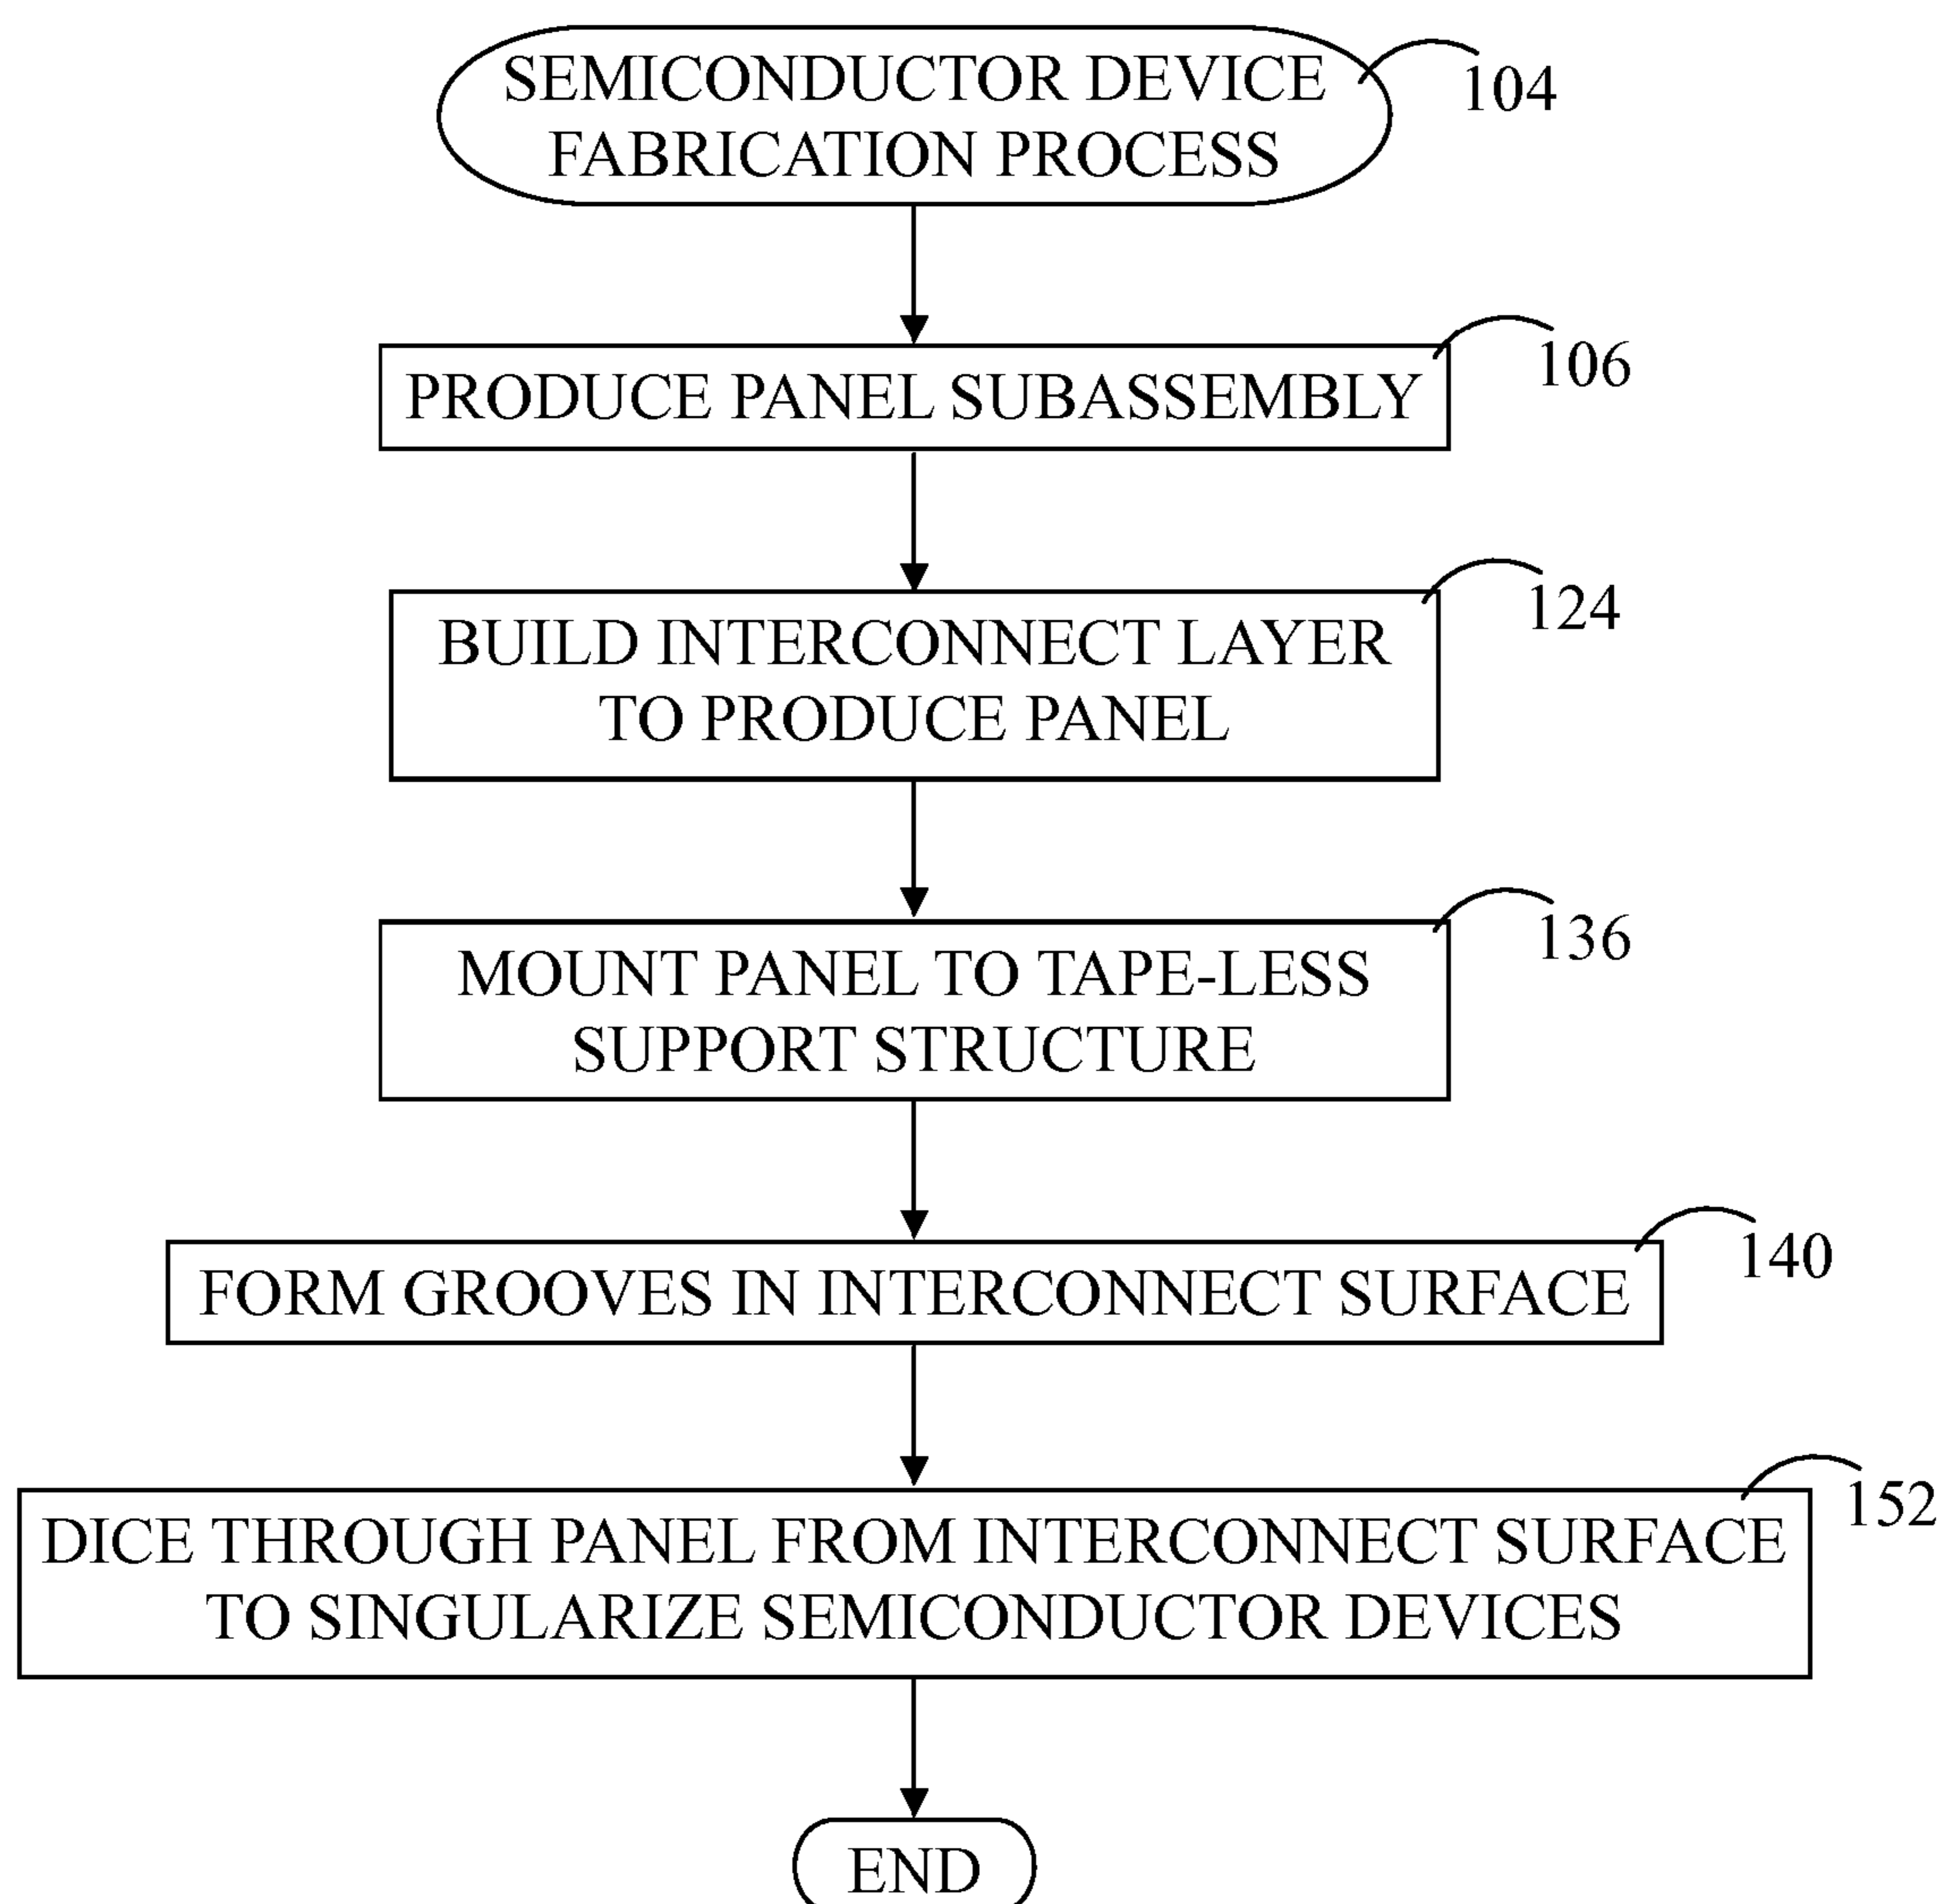 SEMICONDUCTOR DEVICE
FABRICATION PROCESS
104
PRODUCE PANEL SUBASSEMBLY
106
BUILD INTERCONNECT LAYER
TO PRODUCE PANEL
124
MOUNT PANEL TO TAPE-LESS
SUPPORT STRUCTURE
136
FORM GROOVES IN INTERCONNECT SURFACE
140
DICE THROUGH PANEL FROM INTERCONNECT SURFACE
TO SINGULARIZE SEMICONDUCTOR DEVICES
152
END